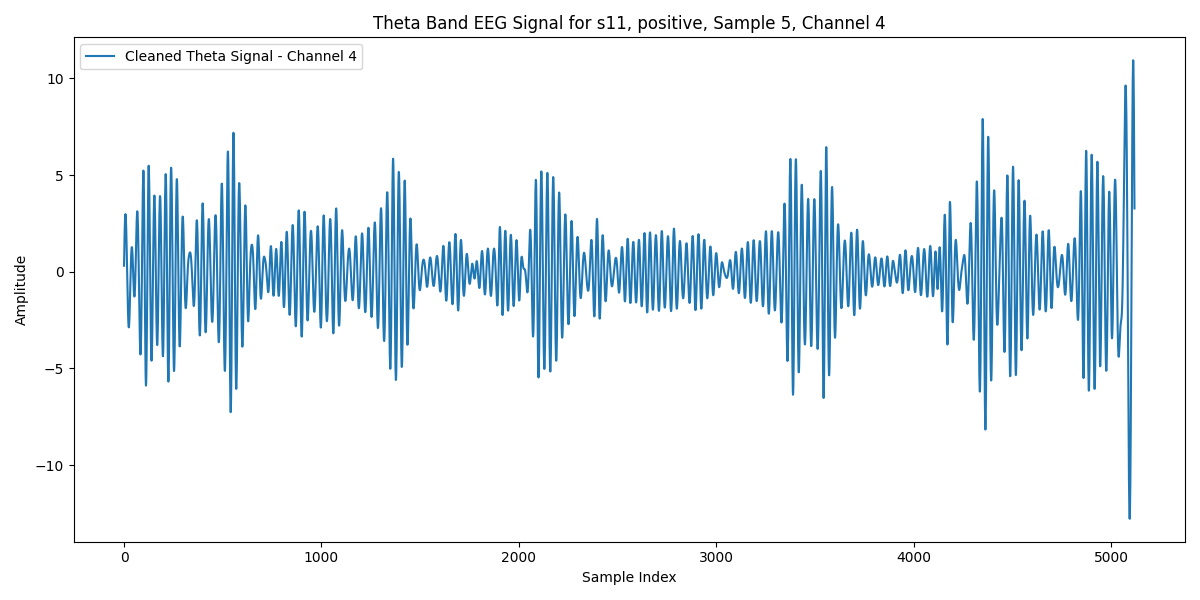 Theta Band EEG Signal for s11, positive, Sample 5, Channel 4
Cleaned Theta Signal - Channel 4
Amplitude
10
5
0
−5
−10
0 1000 2000 3000 4000 5000
Sample Index